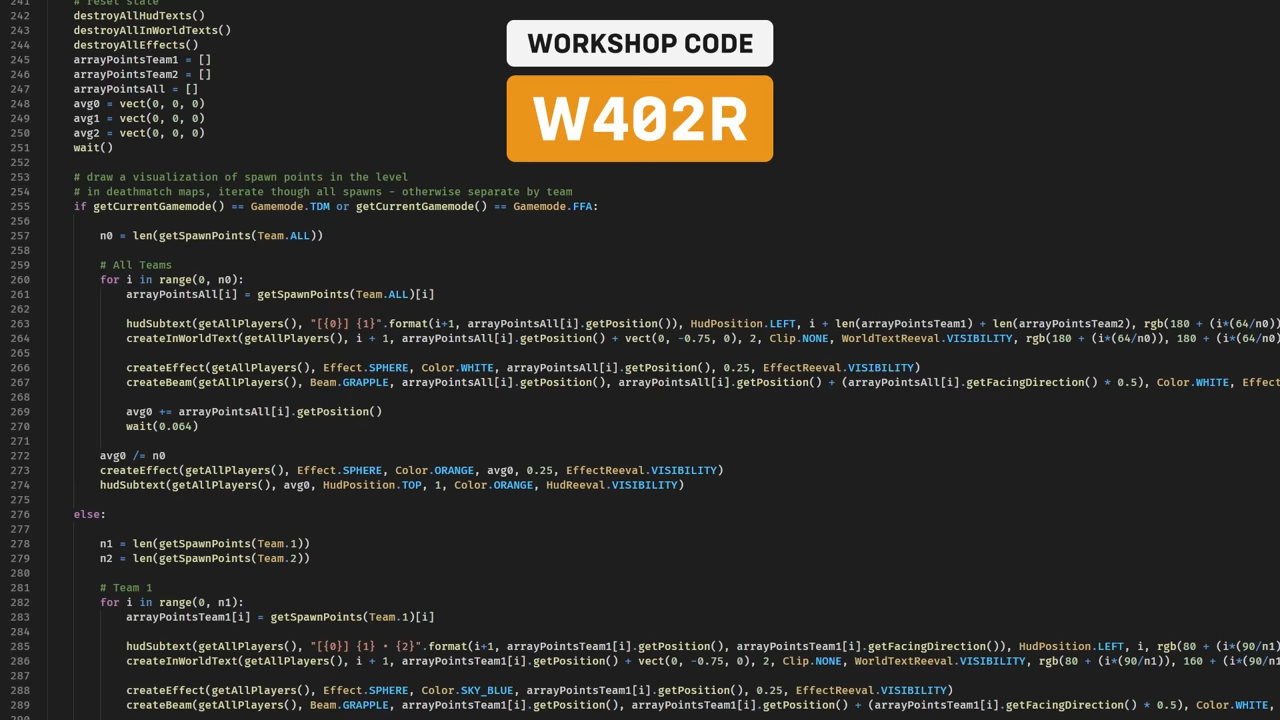 WORKSHOP CODE
W402R
241 # reset state
242 destroyAllHudTexts()
243 destroyAllInWorldTexts()
244 destroyAllEffects()
245 arrayPointsTeam1 = []
246 arrayPointsTeam2 = []
247 arrayPointsAll = []
248 avg0 = vect(0, 0, 0)
249 avg1 = vect(0, 0, 0)
250 avg2 = vect(0, 0, 0)
251 wait()
252
253 # draw a visualization of spawn points in the level
254 # in deathmatch maps, iterate though all spawns - otherwise separate by team
255 if getCurrentGamemode() == Gamemode.TDM or getCurrentGamemode() == Gamemode.FFA:
256
257 n0 = len(getSpawnPoints(Team.ALL))
258
259 # All Teams
260 for i in range(0, n0):
261 arrayPointsAll[i] = getSpawnPoints(Team.ALL)[i]
262
263 hudSubtext(getAllPlayers(), "[{0}] {1}".format(i+1, arrayPointsAll[i].getPosition()), HudPosition.LEFT, i + len(arrayPointsTeam1) + len(arrayPointsTeam2), rgb(180 + (i*(64/n0))
264 createInWorldText(getAllPlayers(), i + 1, arrayPointsAll[i].getPosition() + vect(0, -0.75, 0), 2, Clip.NONE, WorldTextReeval.VISIBILITY, rgb(180 + (i*(64/n0)), 180 + (i*(64/n0)
265
266 createEffect(getAllPlayers(), Effect.SPHERE, Color.WHITE, arrayPointsAll[i].getPosition(), 0.25, EffectReeval.VISIBILITY)
267 createBeam(getAllPlayers(), Beam.GRAPPLE, arrayPointsAll[i].getPosition(), arrayPointsAll[i].getPosition() + (arrayPointsAll[i].getFacingDirection() * 0.5), Color.WHITE, Effect
268
269 avg0 += arrayPointsAll[i].getPosition()
270 wait(0.064)
271
272 avg0 /= n0
273 createEffect(getAllPlayers(), Effect.SPHERE, Color.ORANGE, avg0, 0.25, EffectReeval.VISIBILITY)
274 hudSubtext(getAllPlayers(), avg0, HudPosition.TOP, 1, Color.ORANGE, HudReeval.VISIBILITY)
275
276 else:
277
278 n1 = len(getSpawnPoints(Team.1))
279 n2 = len(getSpawnPoints(Team.2))
280
281 # Team 1
282 for i in range(0, n1):
283 arrayPointsTeam1[i] = getSpawnPoints(Team.1)[i]
284
285 hudSubtext(getAllPlayers(), "[{0}] {1} • {2}".format(i+1, arrayPointsTeam1[i].getPosition(), arrayPointsTeam1[i].getFacingDirection()), HudPosition.LEFT, i, rgb(80 + (i*(90/n1)
286 createInWorldText(getAllPlayers(), i + 1, arrayPointsTeam1[i].getPosition() + vect(0, -0.75, 0), 2, Clip.NONE, WorldTextReeval.VISIBILITY, rgb(80 + (i*(90/n1)), 160 + (i*(90/n1
287
288 createEffect(getAllPlayers(), Effect.SPHERE, Color.SKY_BLUE, arrayPointsTeam1[i].getPosition(), 0.25, EffectReeval.VISIBILITY)
289 createBeam(getAllPlayers(), Beam.GRAPPLE, arrayPointsTeam1[i].getPosition(), arrayPointsTeam1[i].getPosition() + (arrayPointsTeam1[i].getFacingDirection() * 0.5), Color.WHITE,
290